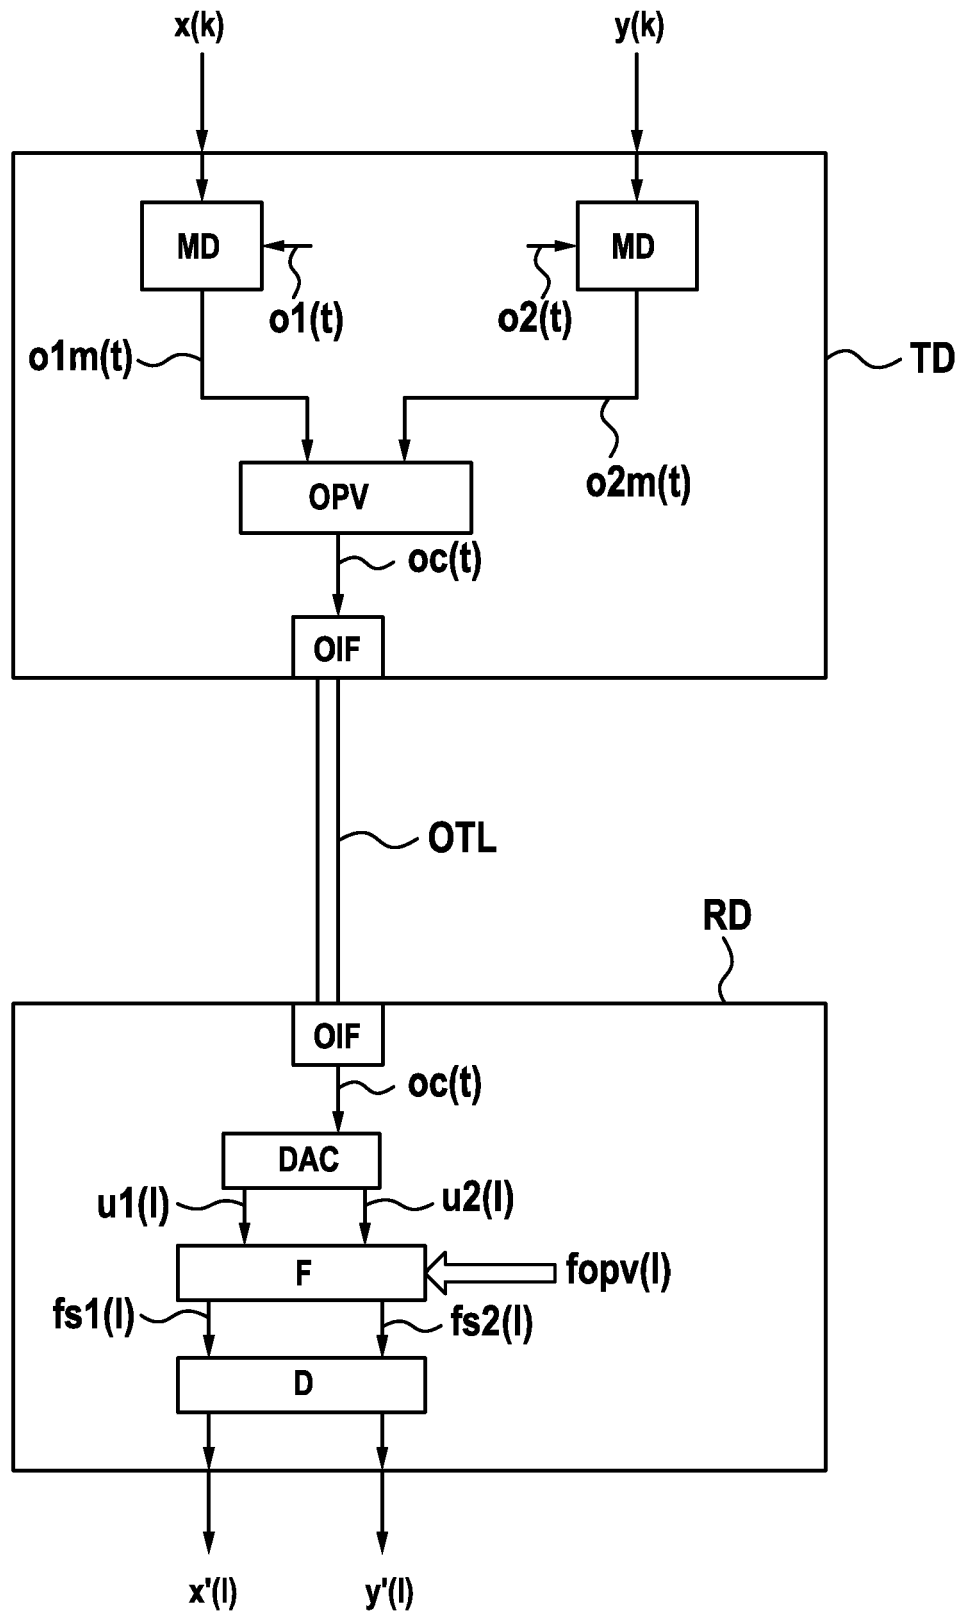 x(k) y(k)
MD MD
o1(t) o2(t)
o1m(t) TD
o2m(t)
OPV
oc(t)
OIF
OTL
RD
OIF
oc(t)
DAC
u1(l) u2(l)
F fopv(l)
fs1(l) fs2(l)
D
x'(l) y'(l)